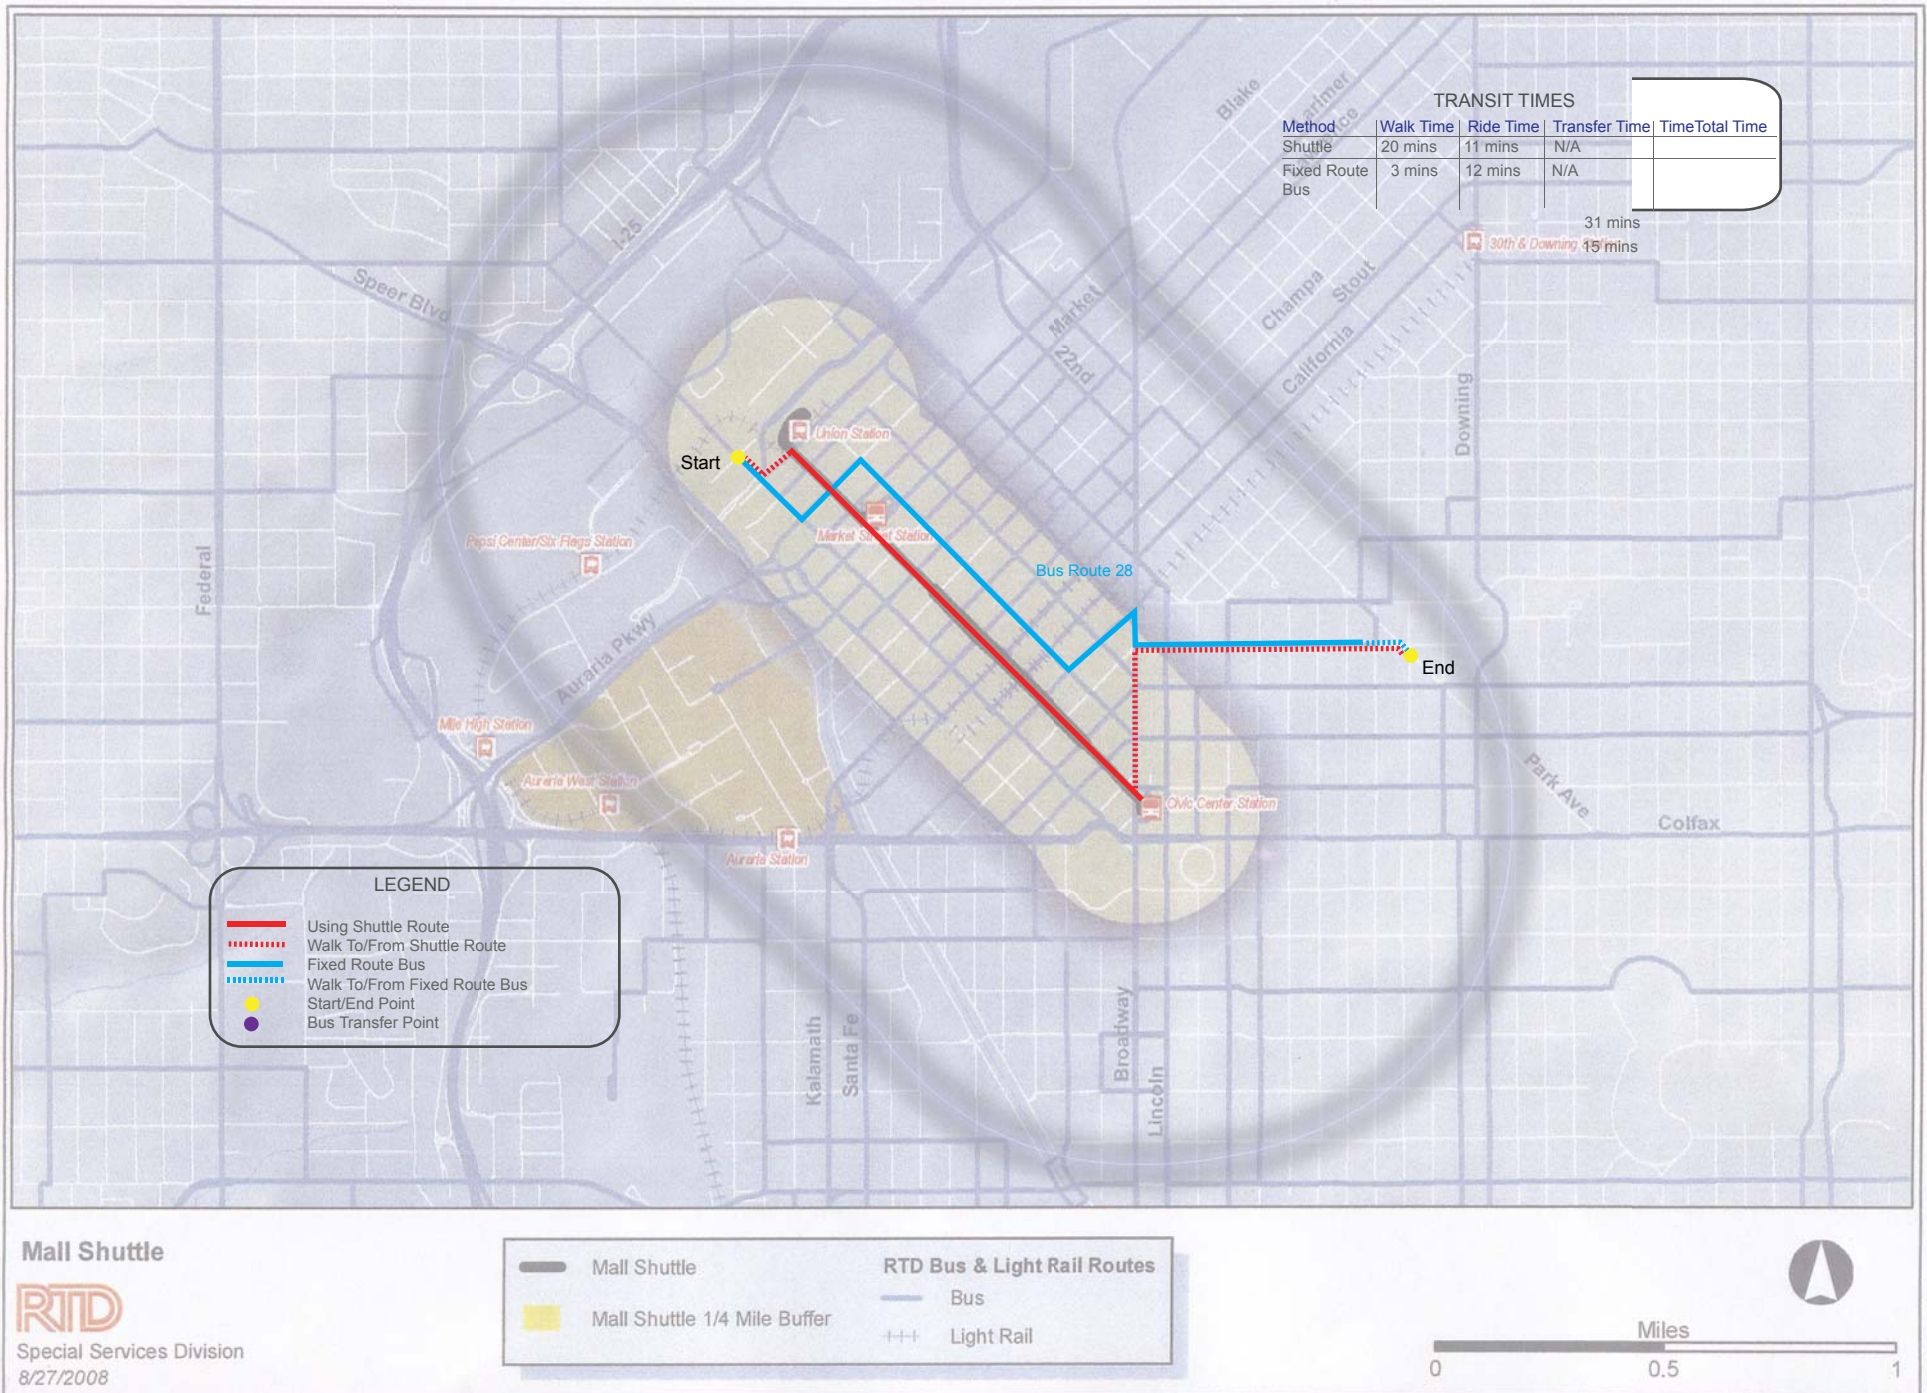 Blake
Larimer
Lawrence
TRANSIT TIMES
Method Walk Time Ride Time Transfer Time TimeTotal Time
Shuttle 20 mins 11 mins N/A
Fixed Route 3 mins 12 mins N/A
Bus
31 mins
15 mins
30th & Downing
I-25
Speer Blvd
Market
22nd
Champa
Stout
California
Downing
Union Station
Start
Market Street Station
Pepsi Center/Six Flags Station
Bus Route 28
Federal
Auraria Pkwy
End
Mile High Station
Auraria West Station
Civic Center Station
Park Ave
Colfax
Auraria Station
LEGEND
Using Shuttle Route
Walk To/From Shuttle Route
Fixed Route Bus
Walk To/From Fixed Route Bus
Start/End Point
Bus Transfer Point
Kalamath
Santa Fe
Broadway
Lincoln
Mall Shuttle
RTD
Special Services Division
8/27/2008
Mall Shuttle
Mall Shuttle 1/4 Mile Buffer
RTD Bus & Light Rail Routes
Bus
Light Rail
Miles
0 0.5 1